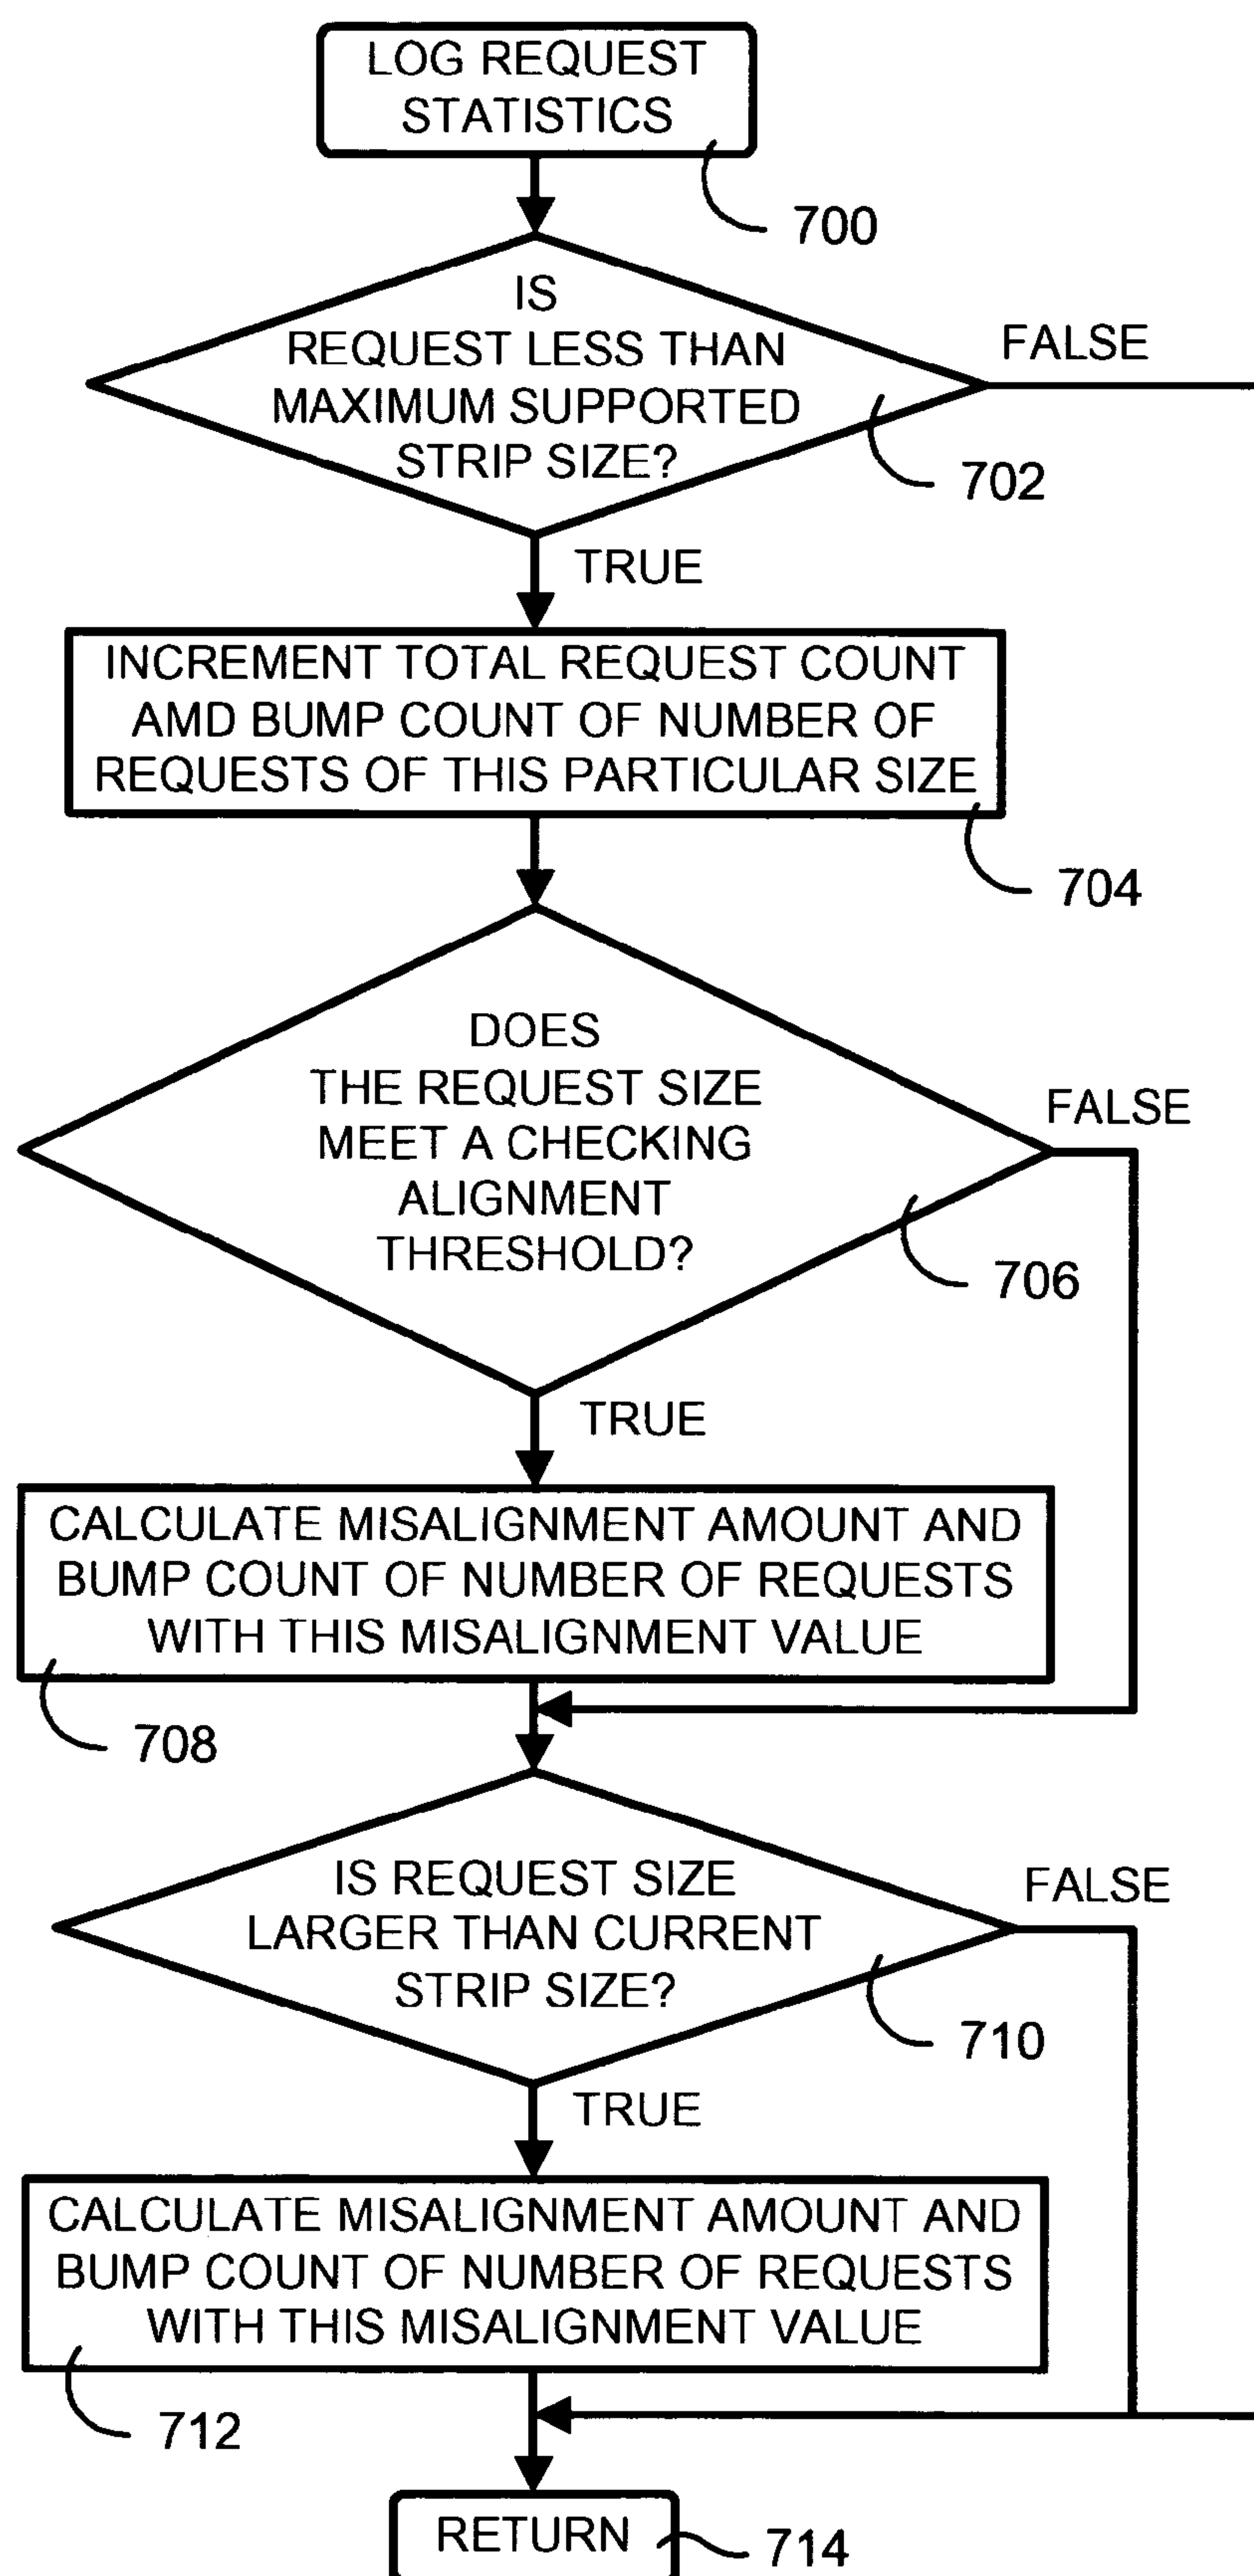 LOG REQUEST
STATISTICS
700
IS
REQUEST LESS THAN
MAXIMUM SUPPORTED
STRIP SIZE?
FALSE
702
TRUE
INCREMENT TOTAL REQUEST COUNT
AMD BUMP COUNT OF NUMBER OF
REQUESTS OF THIS PARTICULAR SIZE
704
DOES
THE REQUEST SIZE
MEET A CHECKING
ALIGNMENT
THRESHOLD?
FALSE
706
TRUE
CALCULATE MISALIGNMENT AMOUNT AND
BUMP COUNT OF NUMBER OF REQUESTS
WITH THIS MISALIGNMENT VALUE
708
IS REQUEST SIZE
LARGER THAN CURRENT
STRIP SIZE?
FALSE
710
TRUE
CALCULATE MISALIGNMENT AMOUNT AND
BUMP COUNT OF NUMBER OF REQUESTS
WITH THIS MISALIGNMENT VALUE
712
RETURN
714